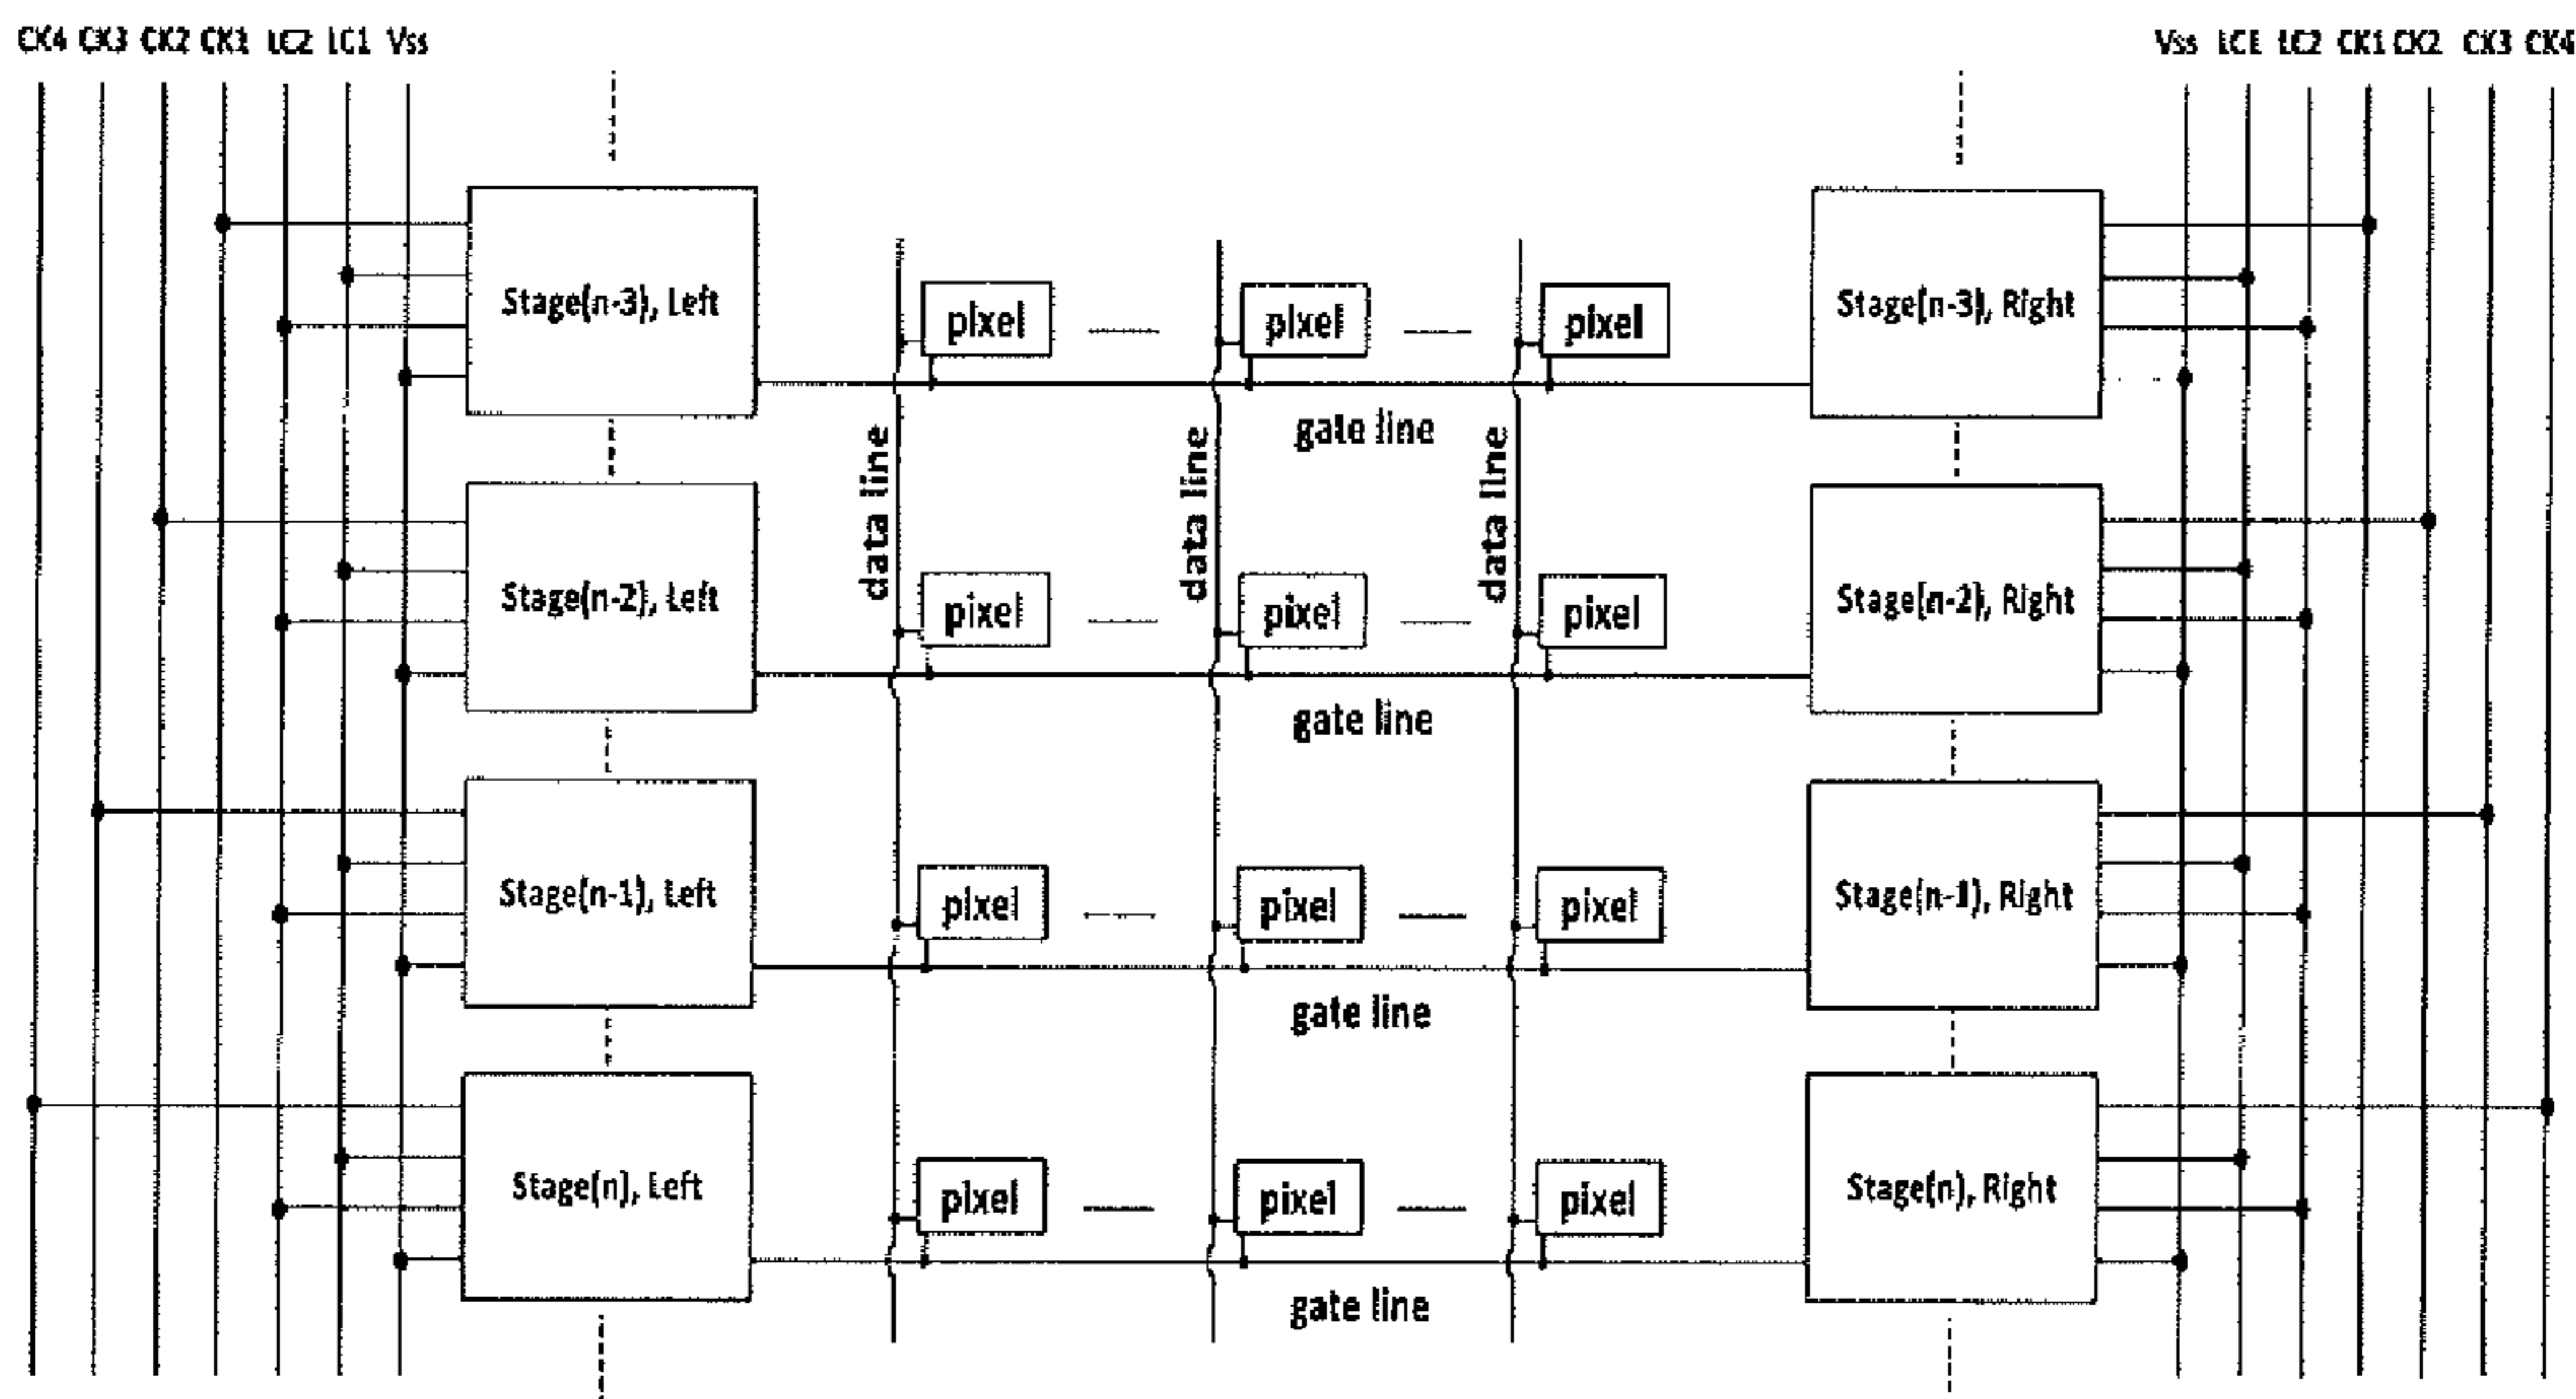 CK4 CK3 CK2 CK1 LC2 LC1 Vss
Vss LC1 LC2 CK1 CK2 CK3 CK4
Stage(n-3), Left
pixel
pixel
pixel
Stage(n-3), Right
gate line
data line
data line
data line
Stage(n-2), Left
pixel
pixel
pixel
Stage(n-2), Right
gate line
Stage(n-1), Left
pixel
pixel
pixel
Stage(n-1), Right
gate line
Stage(n), Left
pixel
pixel
pixel
Stage(n), Right
gate line